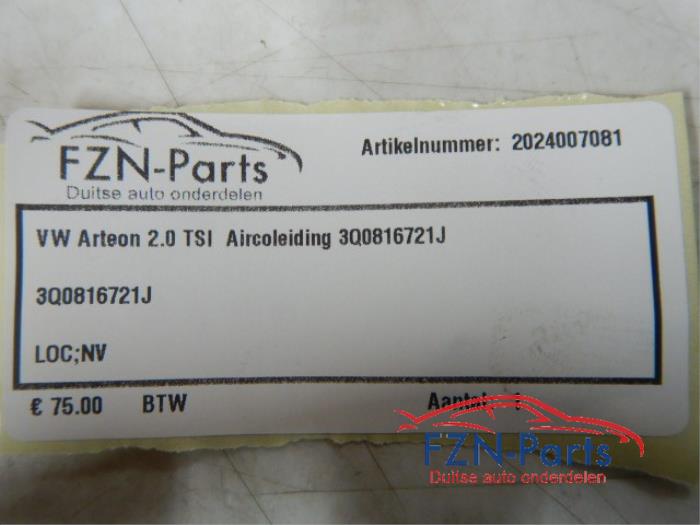 FZN-Parts
Duitse auto onderdelen
Artikelnummer: 2024007081
VW Arteon 2.0 TSI Aircoleiding 3Q0816721J
3Q0816721J
LOC;NV
€ 75.00 BTW
FZN-Parts
Duitse auto onderdelen